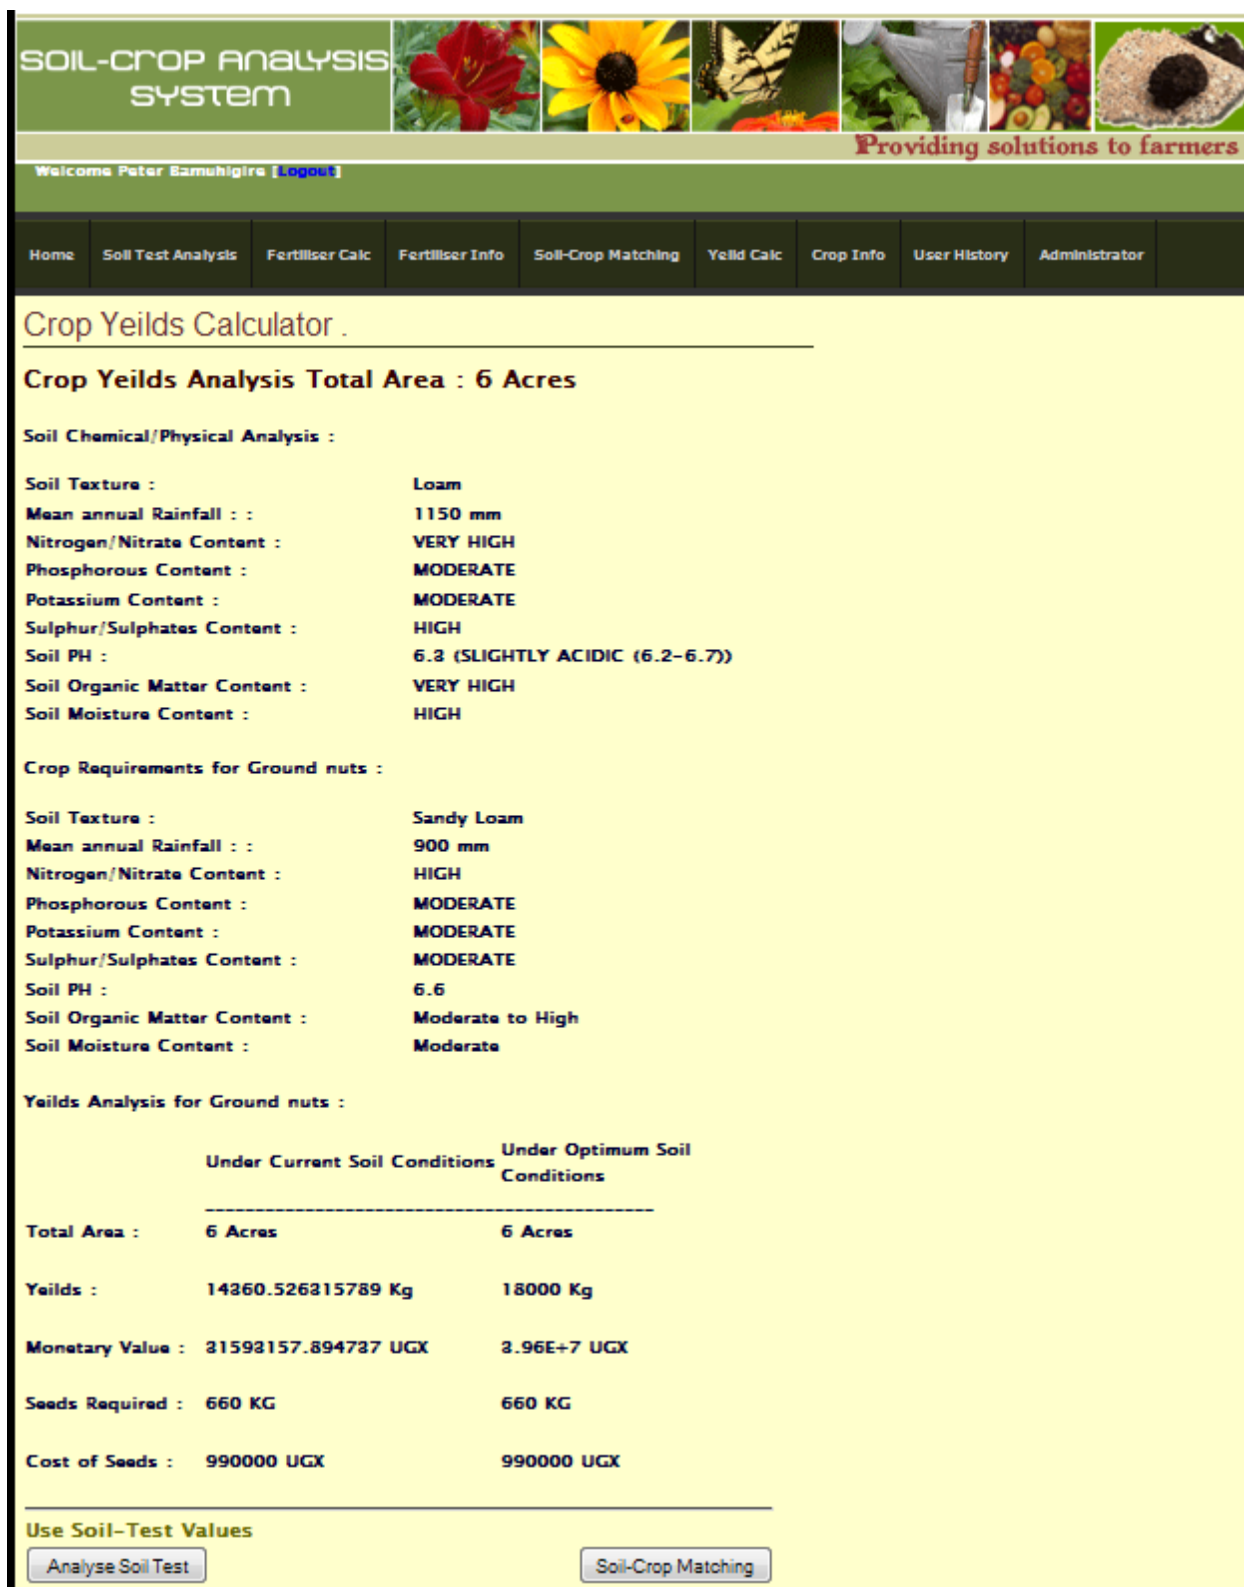 SOIL-CROP ANALYSIS
SYSTEM
Providing solutions to farmers
Welcome Peter Bamuhigire [Logout]
Home Soil Test Analysis Fertiliser Calc Fertiliser Info Soil-Crop Matching Yeild Calc Crop Info User History Administrator
Crop Yeilds Calculator .
Crop Yeilds Analysis Total Area : 6 Acres
Soil Chemical/Physical Analysis :
Soil Texture : Loam
Mean annual Rainfall : : 1150 mm
Nitrogen/Nitrate Content : VERY HIGH
Phosphorous Content : MODERATE
Potassium Content : MODERATE
Sulphur/Sulphates Content : HIGH
Soil PH : 6.3 (SLIGHTLY ACIDIC (6.2-6.7))
Soil Organic Matter Content : VERY HIGH
Soil Moisture Content : HIGH
Crop Requirements for Ground nuts :
Soil Texture : Sandy Loam
Mean annual Rainfall : : 900 mm
Nitrogen/Nitrate Content : HIGH
Phosphorous Content : MODERATE
Potassium Content : MODERATE
Sulphur/Sulphates Content : MODERATE
Soil PH : 6.6
Soil Organic Matter Content : Moderate to High
Soil Moisture Content : Moderate
Yeilds Analysis for Ground nuts :
Under Current Soil Conditions Under Optimum Soil
Conditions
Total Area : 6 Acres 6 Acres
Yeilds : 14360.526315789 Kg 18000 Kg
Monetary Value : 31593157.894737 UGX 3.96E+7 UGX
Seeds Required : 660 KG 660 KG
Cost of Seeds : 990000 UGX 990000 UGX
Use Soil-Test Values
Analyse Soil Test Soil-Crop Matching